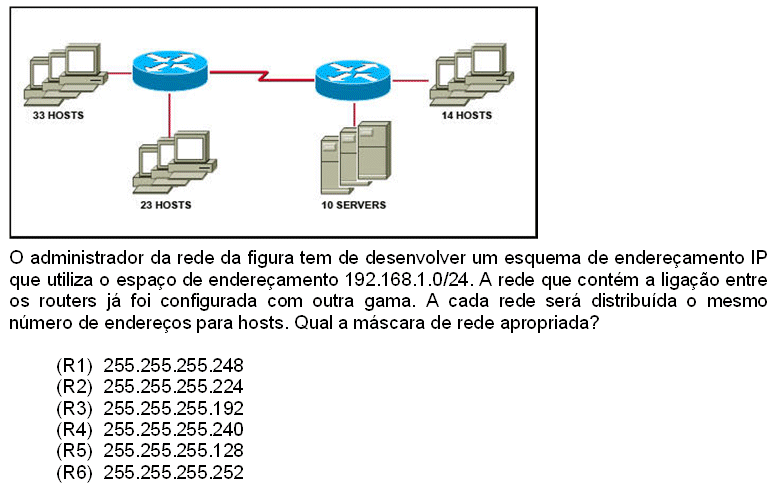 33 HOSTS
14 HOSTS
23 HOSTS
10 SERVERS
O administrador da rede da figura tem de desenvolver um esquema de endereçamento IP
que utiliza o espaço de endereçamento 192.168.1.0/24. A rede que contém a ligação entre
os routers já foi configurada com outra gama. A cada rede será distribuída o mesmo
número de endereços para hosts. Qual a máscara de rede apropriada?
(R1) 255.255.255.248
(R2) 255.255.255.224
(R3) 255.255.255.192
(R4) 255.255.255.240
(R5) 255.255.255.128
(R6) 255.255.255.252